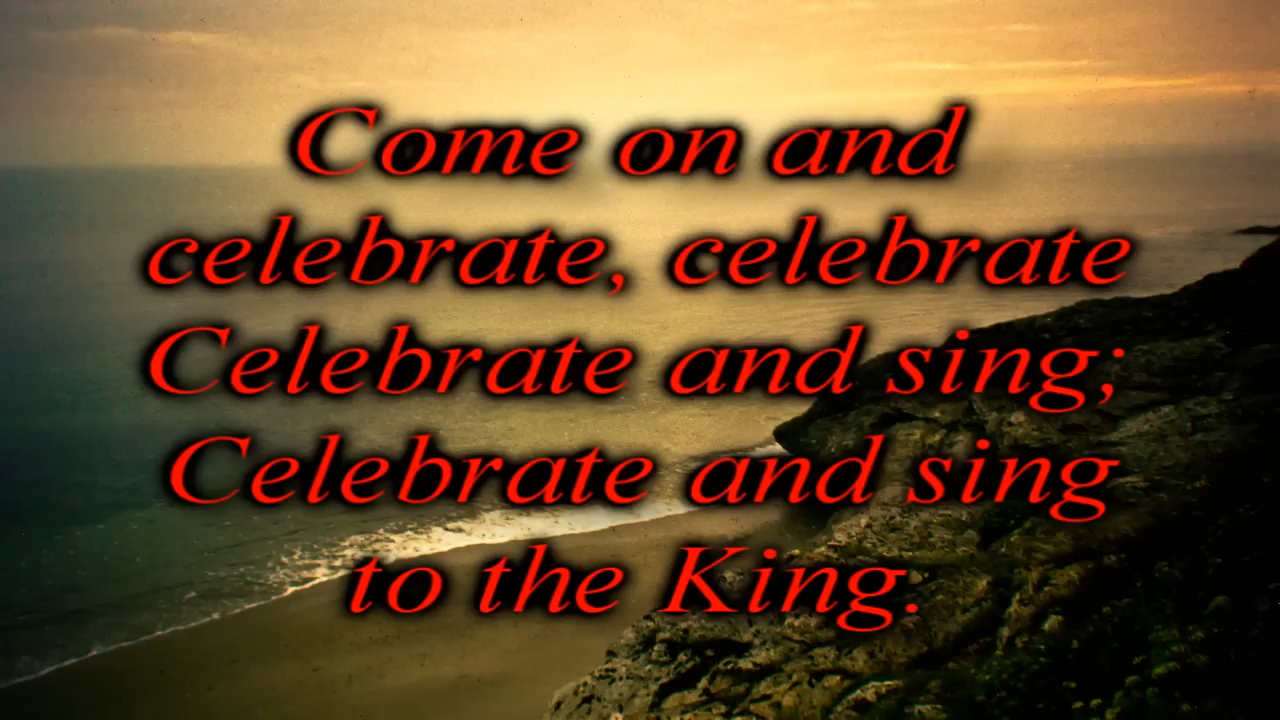 Come on and
celebrate, celebrate
Celebrate and sing;
Celebrate and sing
to the King.